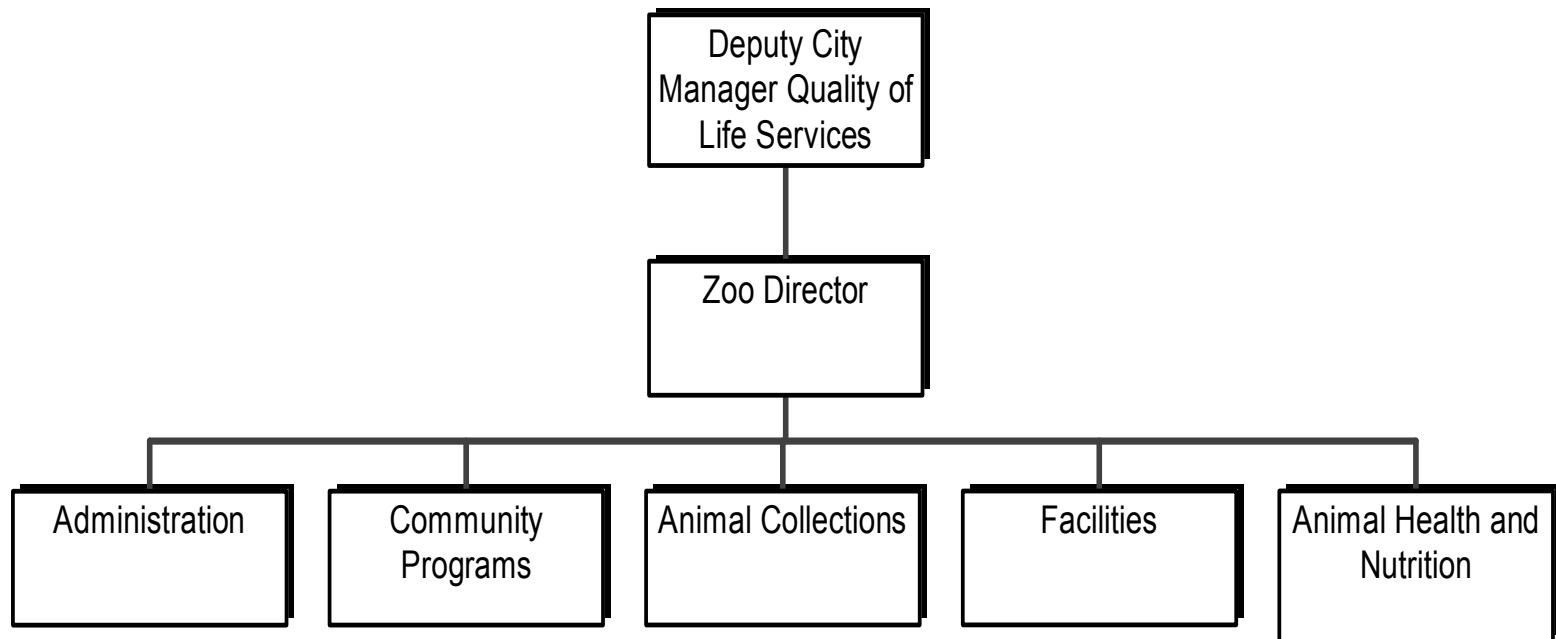 Deputy City
Manager Quality of
Life Services
Zoo Director
Administration
Community
Programs
Animal Collections
Facilities
Animal Health and
Nutrition